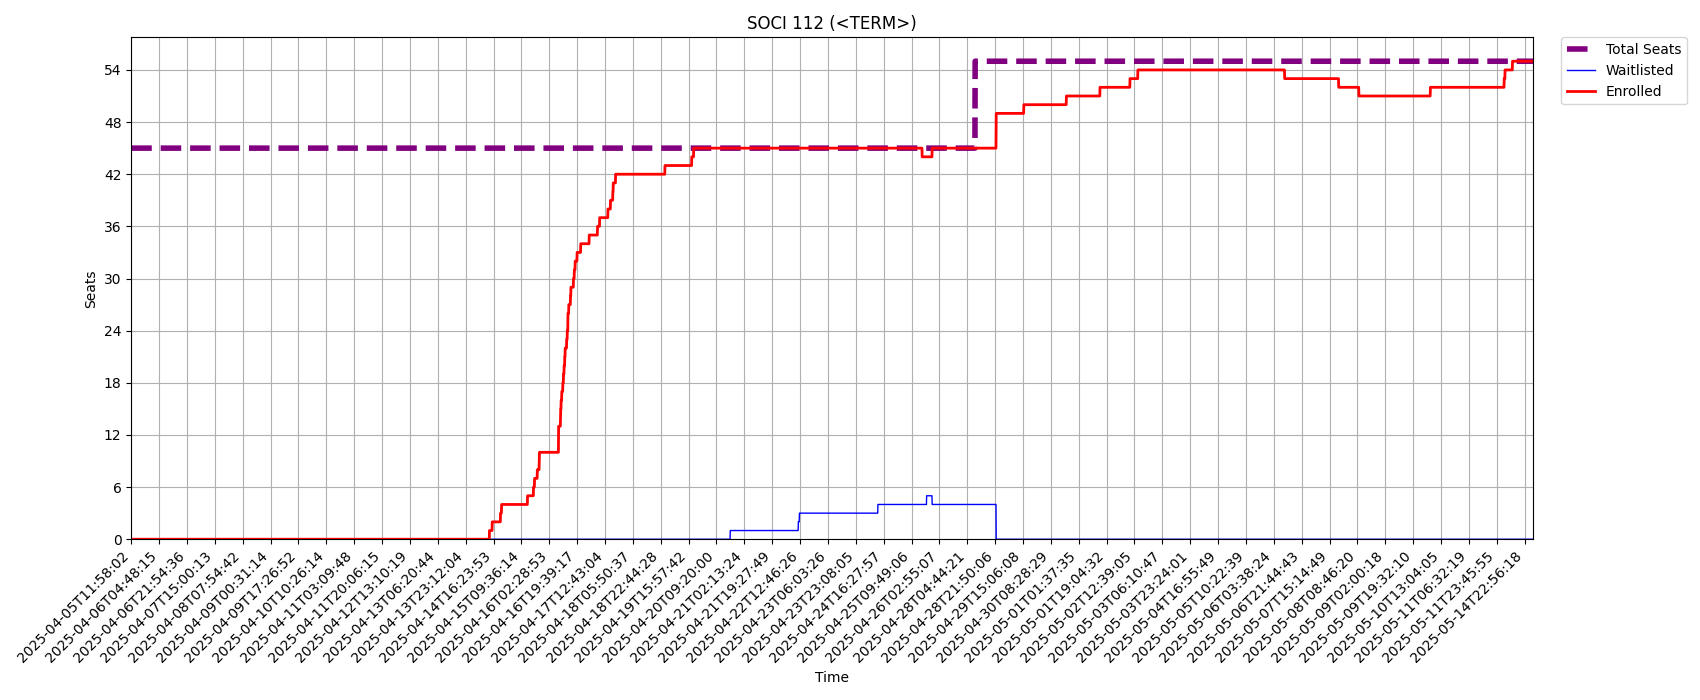 SOCI 112 (<TERM>)
Total Seats
Waitlisted
Enrolled
54
48
42
36
30
24
18
12
6
0
Seats
2025-04-05T11:58:02
2025-04-06T04:48:15
2025-04-06T21:54:36
2025-04-07T15:00:13
2025-04-08T07:54:42
2025-04-09T00:31:14
2025-04-09T17:26:52
2025-04-10T10:26:14
2025-04-11T03:09:48
2025-04-11T20:06:15
2025-04-12T13:10:19
2025-04-13T06:20:44
2025-04-13T23:12:04
2025-04-14T16:23:53
2025-04-15T09:36:14
2025-04-16T02:28:53
2025-04-16T19:39:17
2025-04-17T12:43:04
2025-04-18T05:50:37
2025-04-18T22:44:28
2025-04-19T15:57:42
2025-04-20T09:20:00
2025-04-21T02:13:24
2025-04-21T19:27:49
2025-04-22T12:46:26
2025-04-23T06:03:26
2025-04-23T23:08:05
2025-04-24T16:27:57
2025-04-25T09:49:06
2025-04-26T02:55:07
2025-04-28T04:44:21
2025-04-28T21:50:06
2025-04-29T15:06:08
2025-04-30T08:28:29
2025-05-01T01:37:35
2025-05-01T19:04:32
2025-05-02T12:39:05
2025-05-03T06:10:47
2025-05-03T23:24:01
2025-05-04T16:55:49
2025-05-05T10:22:39
2025-05-06T03:38:24
2025-05-06T21:44:43
2025-05-07T15:14:49
2025-05-08T08:46:20
2025-05-09T02:00:18
2025-05-09T19:32:10
2025-05-10T13:04:05
2025-05-11T06:32:19
2025-05-11T23:45:55
2025-05-14T22:56:18
Time